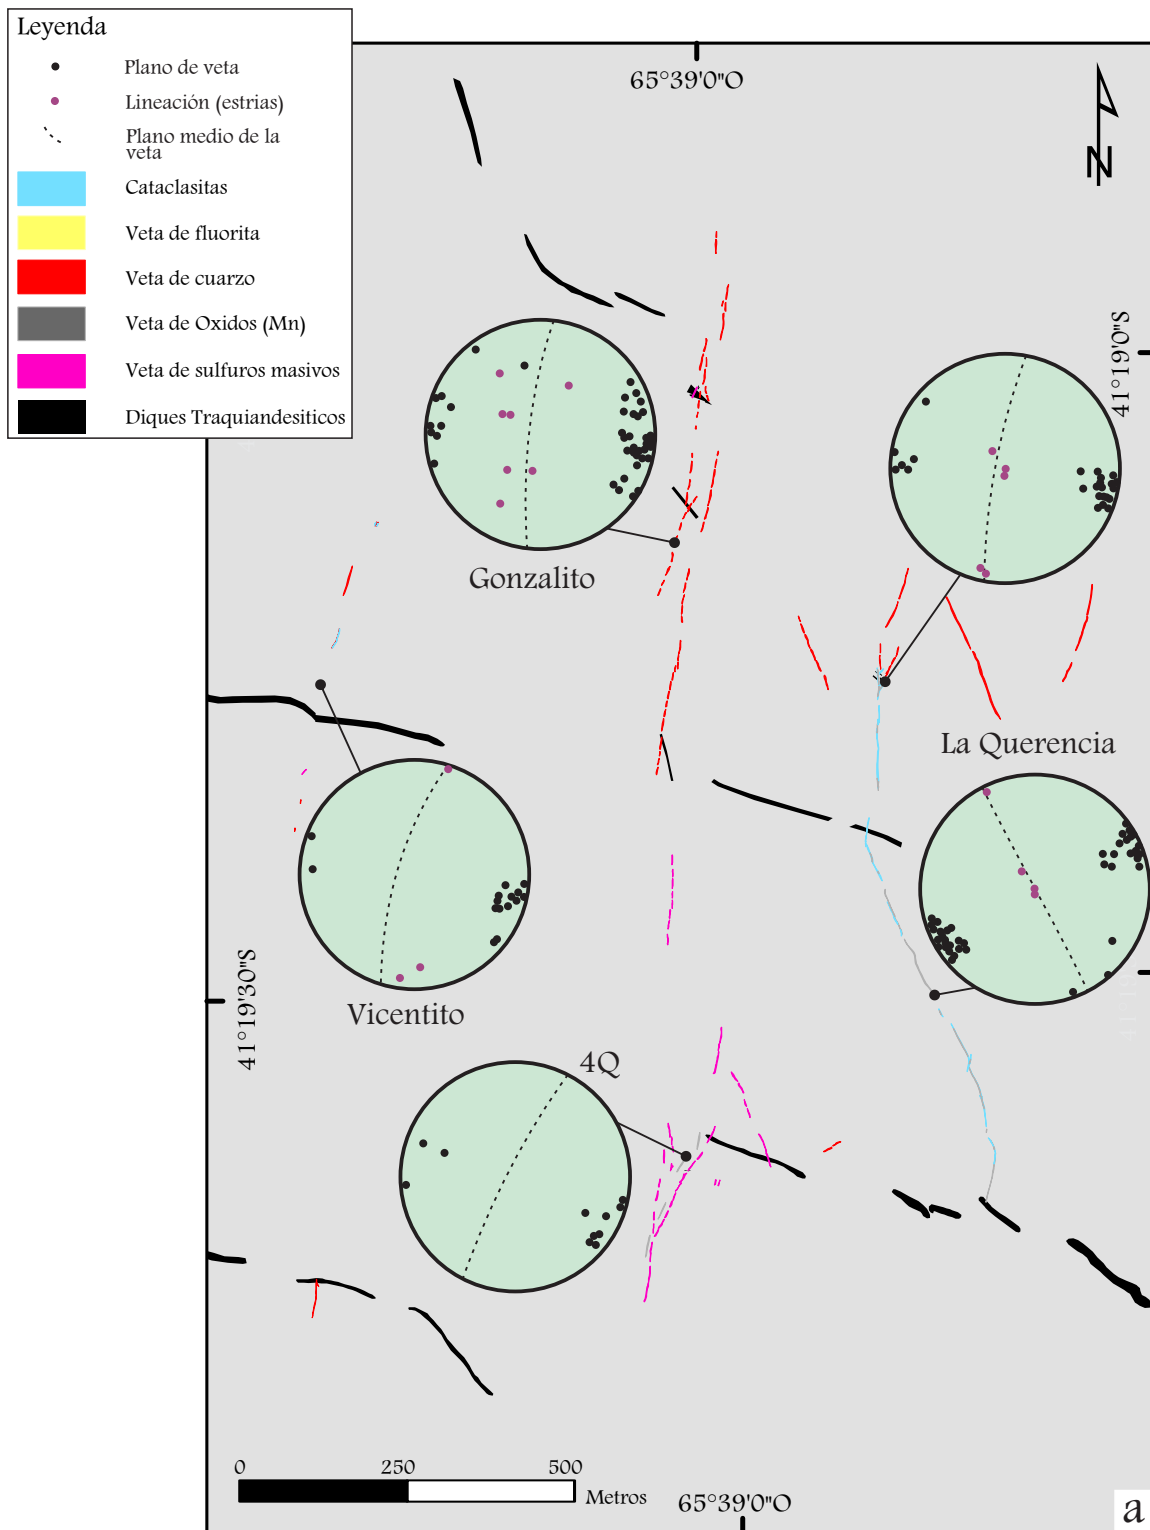 Leyenda
Plano de veta
Lineación (estrias)
Plano medio de la
veta
Cataclasitas
Veta de fluorita
Veta de cuarzo
Veta de Oxidos (Mn)
Veta de sulfuros masivos
Diques Traquiandesiticos
65°39'0"O
N
41°19'0"S
Gonzalito
La Querencia
Vicentito
41°19'30"S
4Q
0 250 500
Metros
65°39'0"O
a